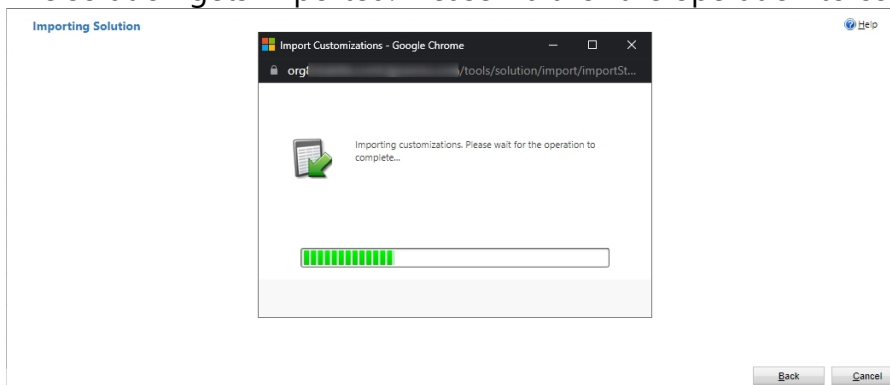 Importing Solution
Help
Import Customizations - Google Chrome
/tools/solution/import/importSt...
Importing customizations. Please wait for the operation to
complete...
Back
Cancel